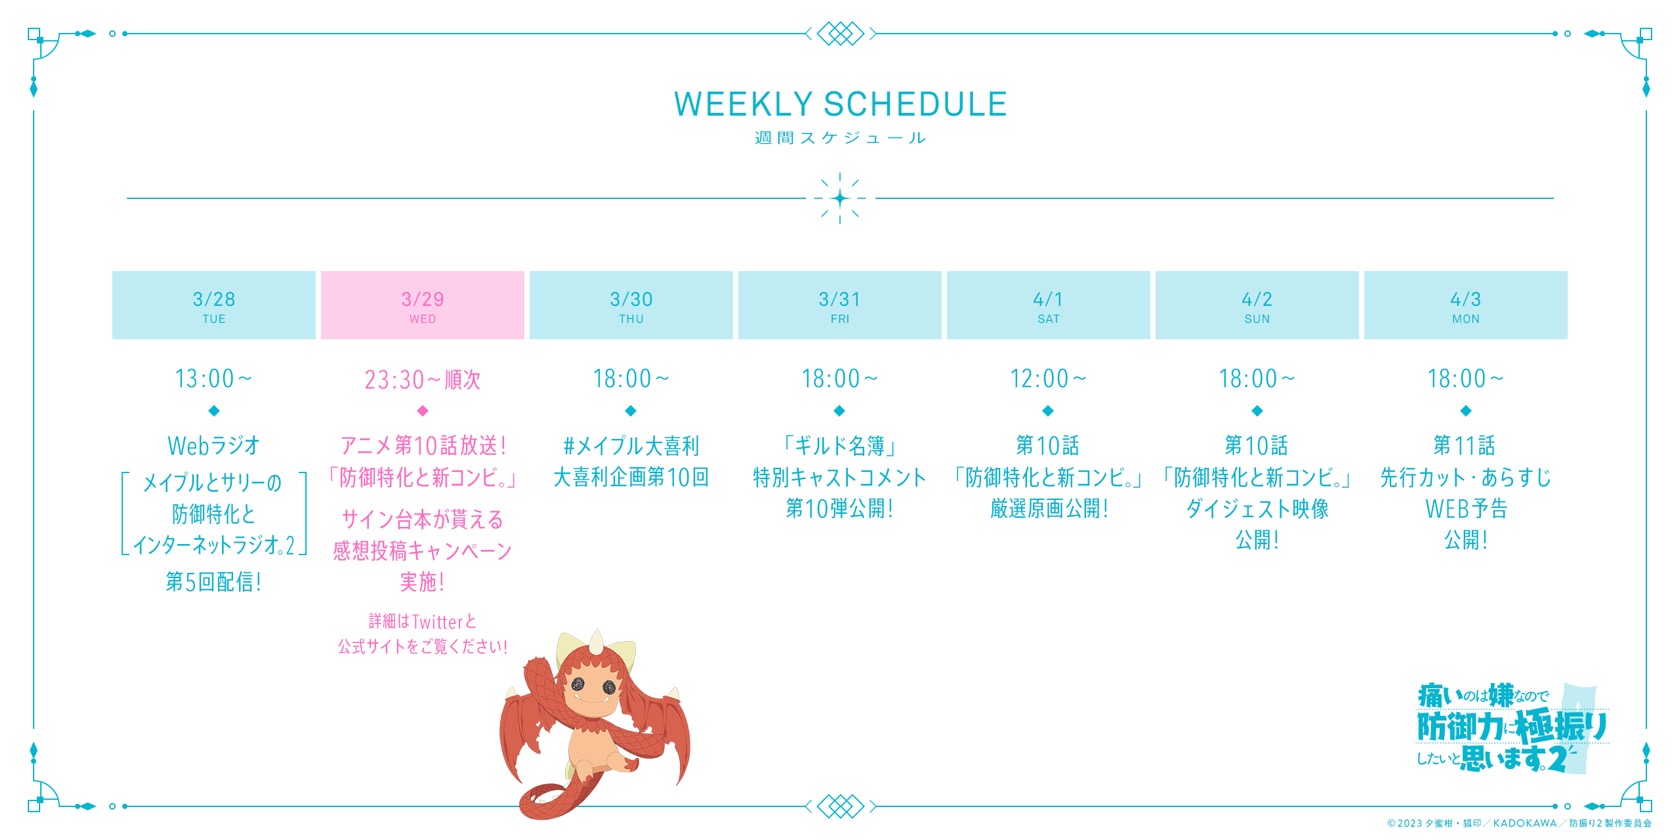 WEEKLY SCHEDULE
週間スケジュール
3/28
TUE
13:00～
Webラジオ
メイプルとサリーの
防御特化と
インターネットラジオ。2
第5回配信！
3/29
WED
23:30～順次
アニメ第10話放送！
「防御特化と新コンビ。」
サイン台本が貰える
感想投稿キャンペーン
実施！
詳細はTwitterと
公式サイトをご覧ください！
3/30
THU
18:00～
#メイプル大喜利
大喜利企画第10回
3/31
FRI
18:00～
「ギルド名簿」
特別キャストコメント
第10弾公開！
4/1
SAT
12:00～
第10話
「防御特化と新コンビ。」
厳選原画公開！
4/2
SUN
18:00～
第10話
「防御特化と新コンビ。」
ダイジェスト映像
公開！
4/3
MON
18:00～
第11話
先行カット・あらすじ
WEB予告
公開！
痛いのは嫌なので
防御力に極振り
したいと思います。2
©2023 夕蜜柑・狐印／KADOKAWA／防振り2製作委員会